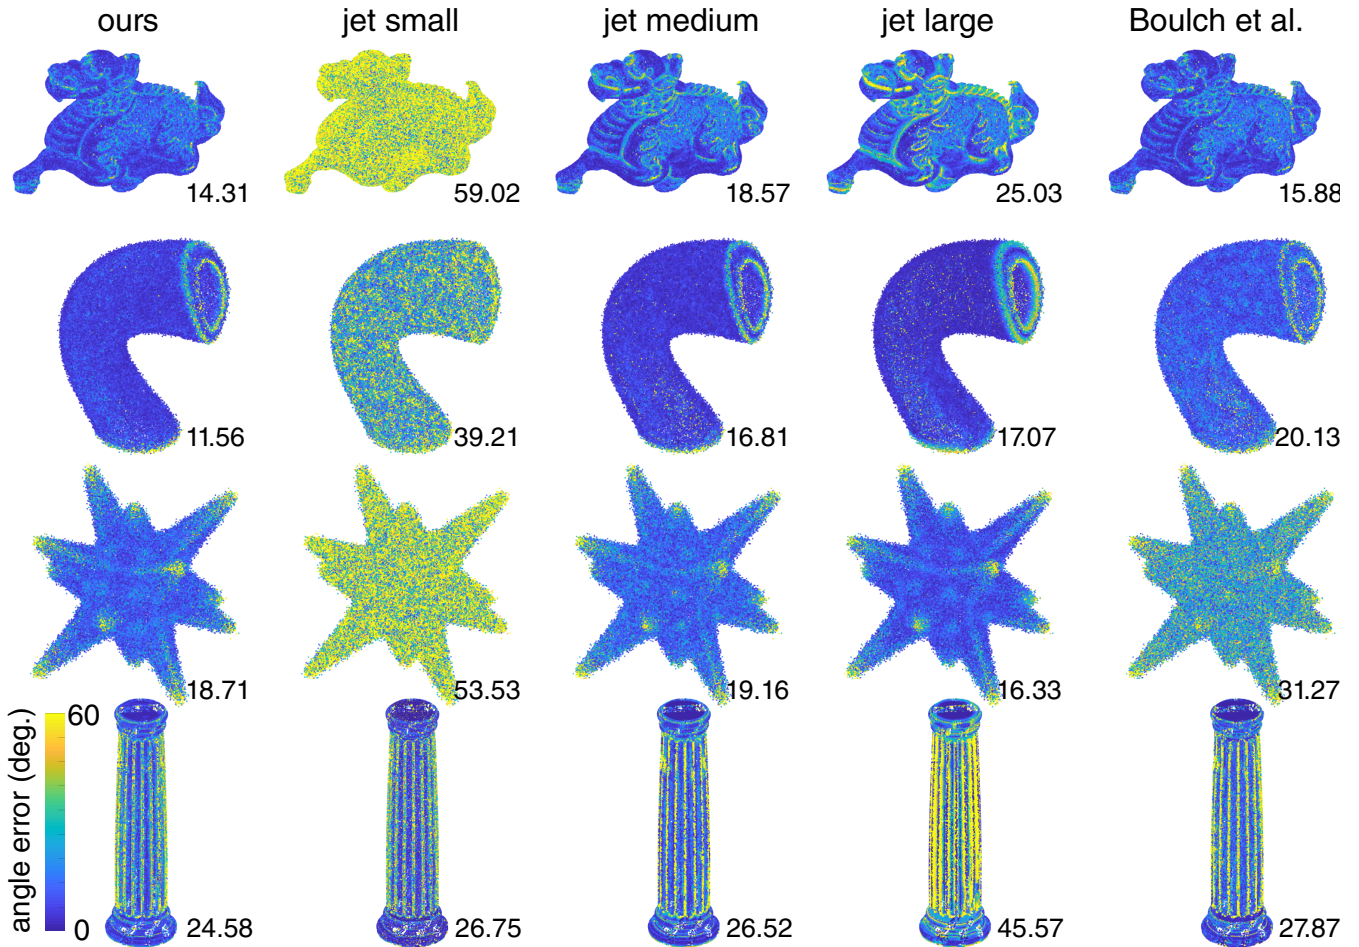 ours jet small jet medium jet large Boulch et al.
14.31 59.02 18.57 25.03 15.88
11.56 39.21 16.81 17.07 20.13
18.71 53.53 19.16 16.33 31.27
60
angle error (deg.)
0
24.58 26.75 26.52 45.57 27.87